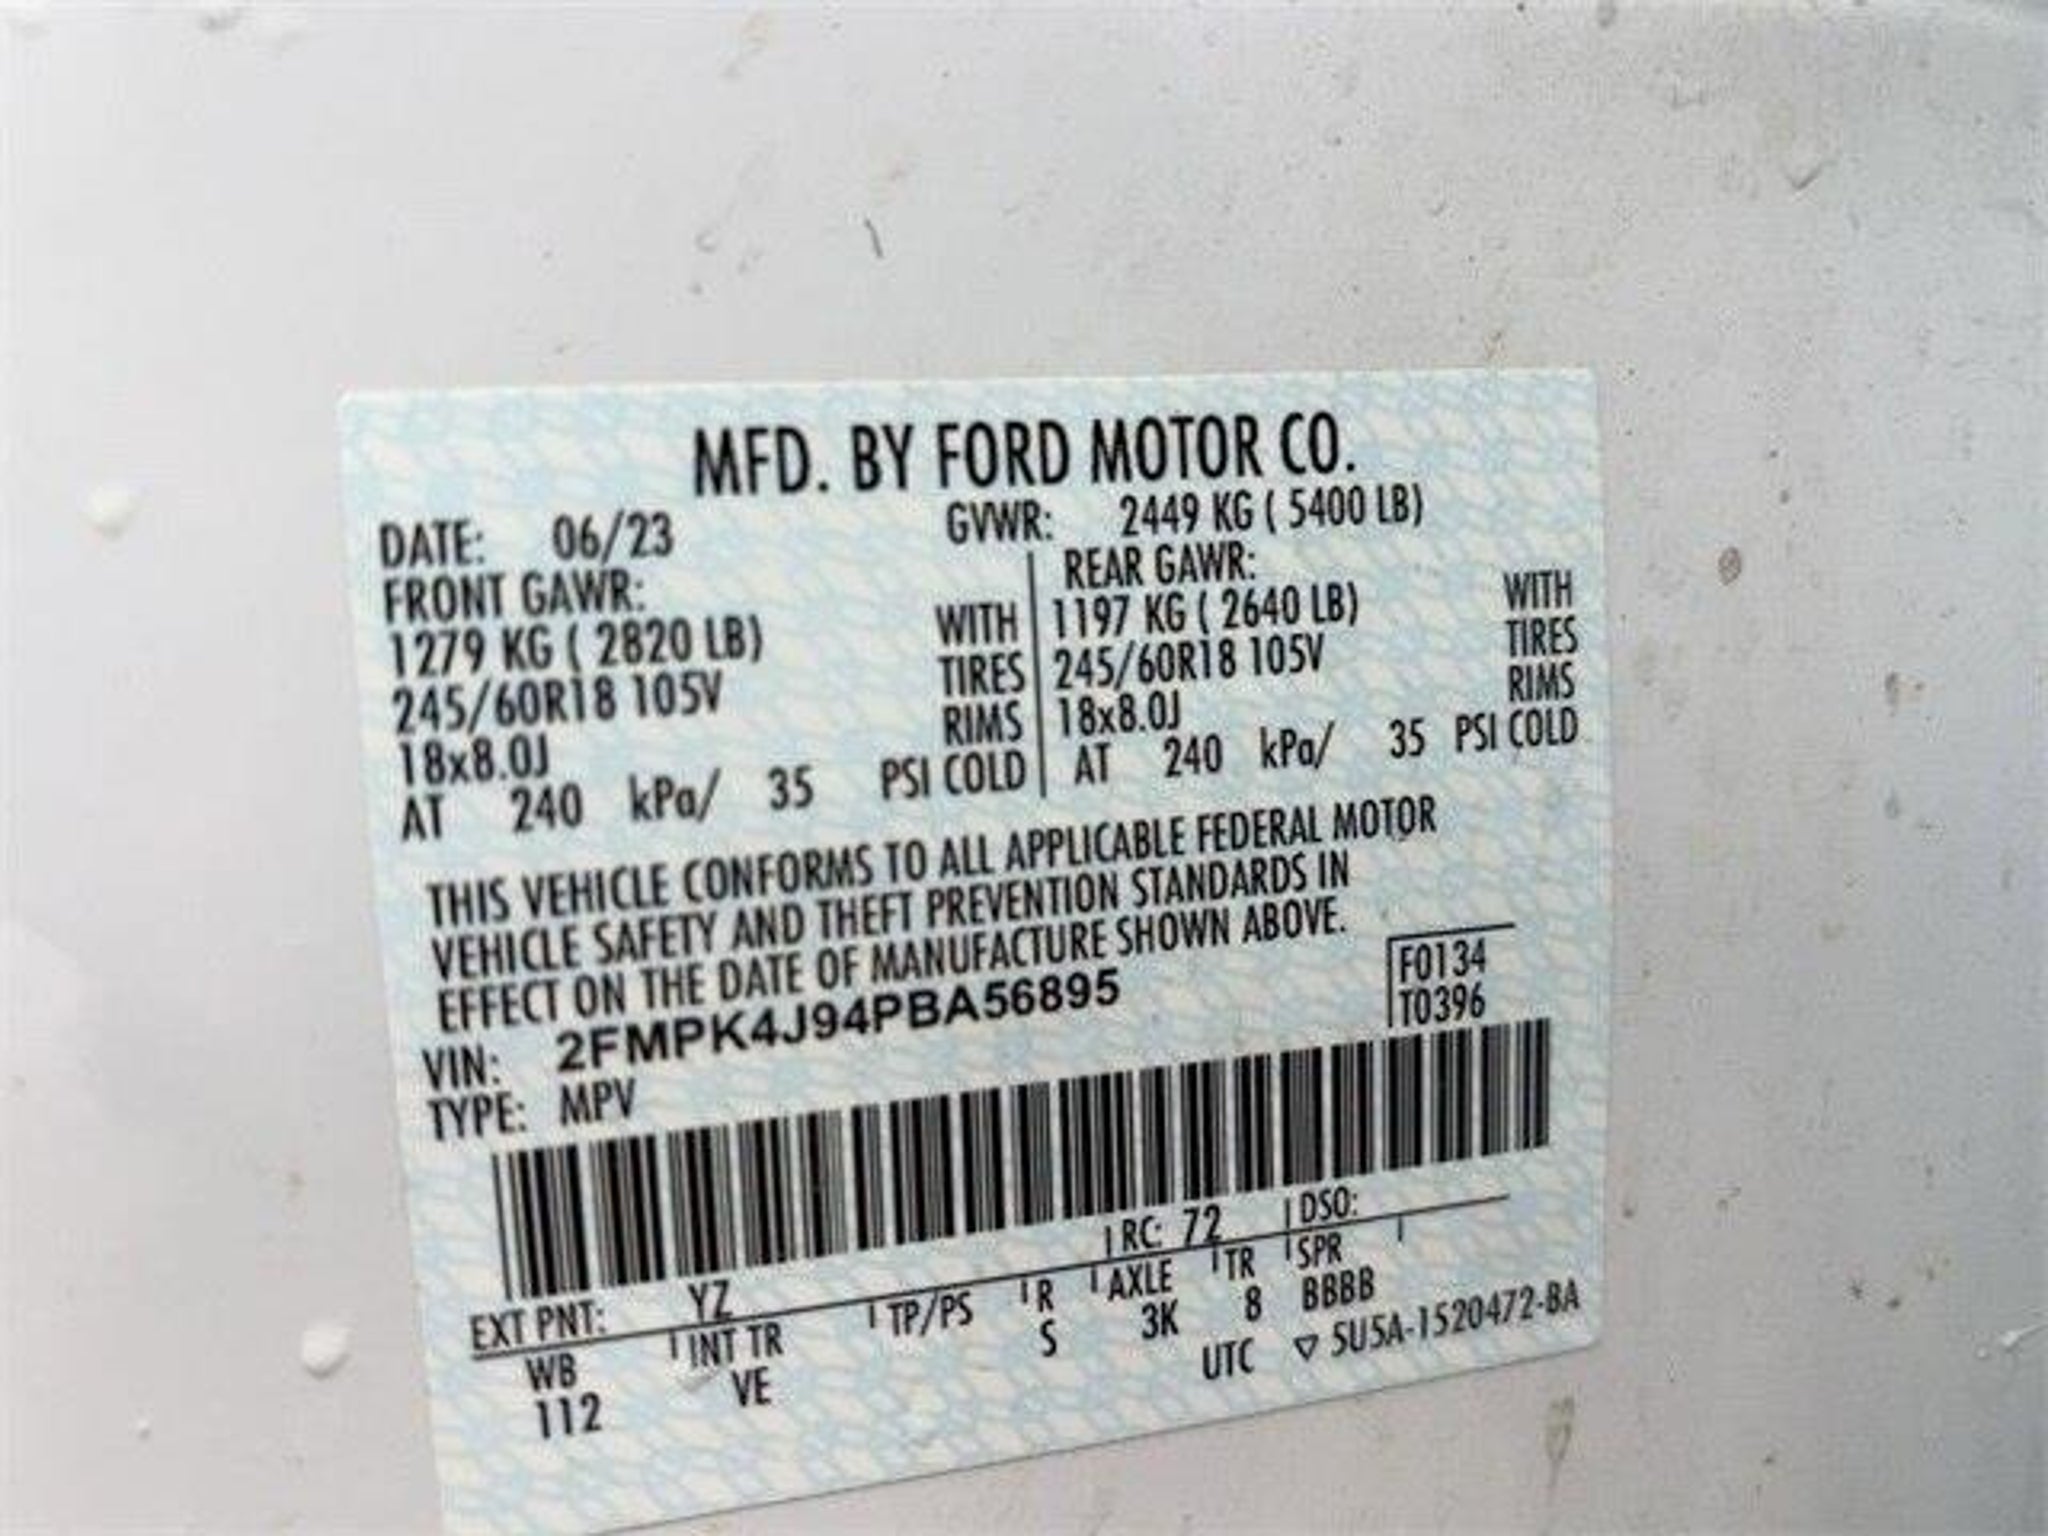 MFD. BY FORD MOTOR CO.
DATE: 06/23 GVWR: 2449 KG ( 5400 LB)
FRONT GAWR: REAR GAWR:
1279 KG ( 2820 LB) WITH 1197 KG ( 2640 LB) WITH
245/60R18 105V TIRES 245/60R18 105V TIRES
18x8.0J RIMS 18x8.0J RIMS
AT 240 kPa/ 35 PSI COLD AT 240 kPa/ 35 PSI COLD
THIS VEHICLE CONFORMS TO ALL APPLICABLE FEDERAL MOTOR
VEHICLE SAFETY AND THEFT PREVENTION STANDARDS IN
EFFECT ON THE DATE OF MANUFACTURE SHOWN ABOVE.
F0134
T0396
VIN: 2FMPK4J94PBA56895
TYPE: MPV
EXT PNT: YZ RC: 72 DSO:
WB INT TR TP/PS R AXLE TR SPR
112 VE S 3K 8 BBBB
UTC ▽ 5U5A-1520472-BA